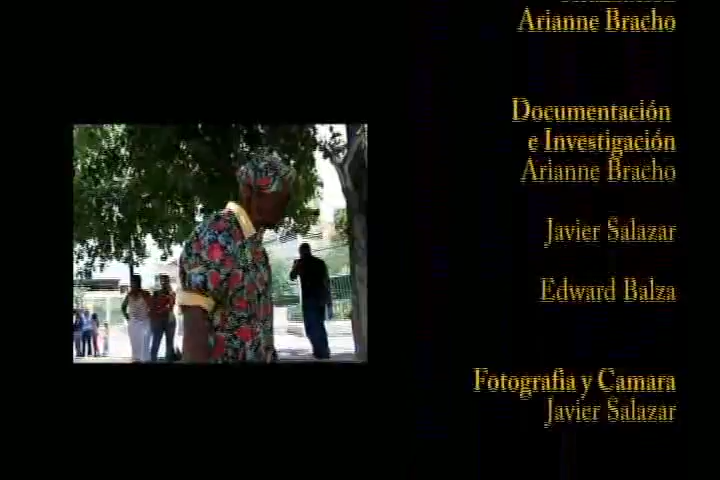 Arianne Bracho
Documentación
e Investigación
Arianne Bracho
Javier Salazar
Edward Balza
Fotografia y Camara
Javier Salazar